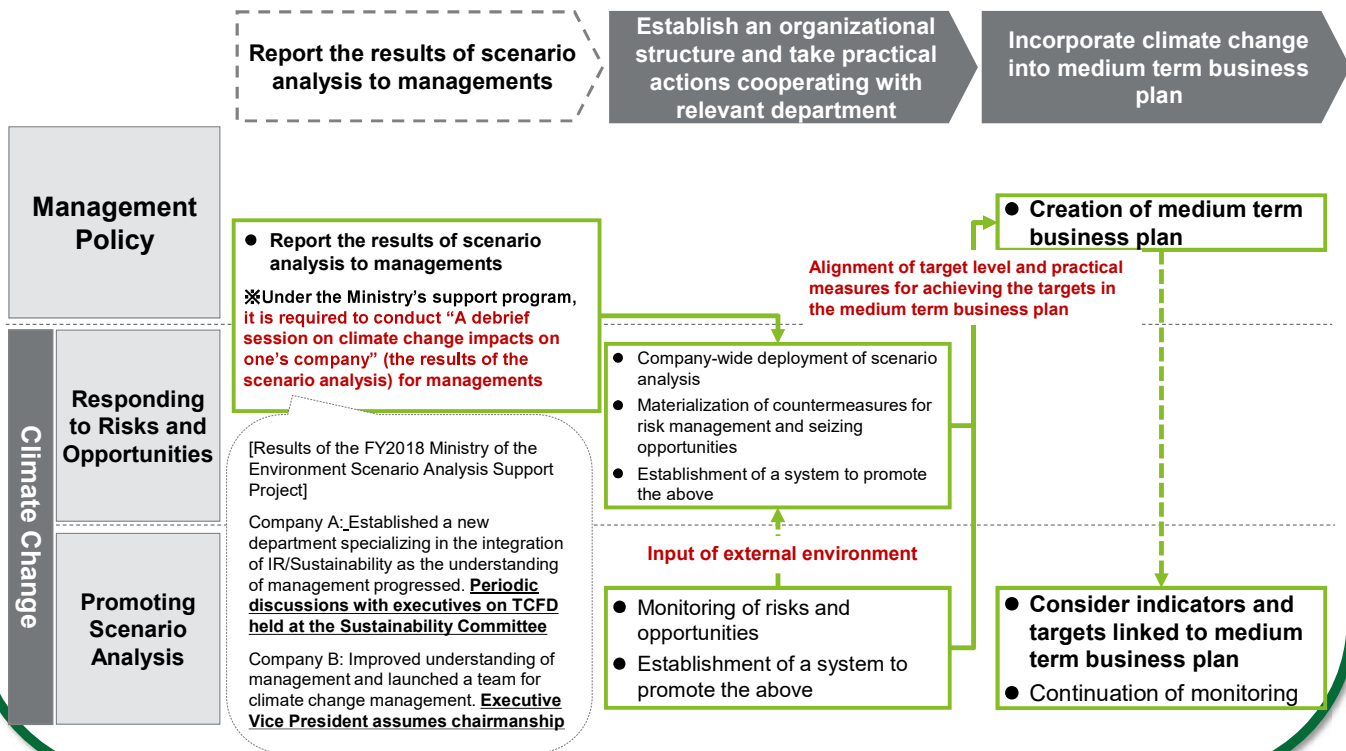 Report the results of scenario
analysis to managements
Establish an organizational
structure and take practical
actions cooperating with
relevant department
Incorporate climate change
into medium term business
plan
Management
Policy
● Report the results of scenario
analysis to managements
※Under the Ministry's support program,
it is required to conduct “A debrief
session on climate change impacts on
one's company” (the results of the
scenario analysis) for managements
● Creation of medium term
business plan
Alignment of target level and practical
measures for achieving the targets in
the medium term business plan
Climate Change
Responding
to Risks and
Opportunities
● Company-wide deployment of scenario
analysis
● Materialization of countermeasures for
risk management and seizing
opportunities
● Establishment of a system to promote
the above
[Results of the FY2018 Ministry of the
Environment Scenario Analysis Support
Project]
Company A: Established a new
department specializing in the integration
of IR/Sustainability as the understanding
of management progressed. Periodic
discussions with executives on TCFD
held at the Sustainability Committee
Company B: Improved understanding of
management and launched a team for
climate change management. Executive
Vice President assumes chairmanship
Promoting
Scenario
Analysis
Input of external environment
● Monitoring of risks and
opportunities
● Establishment of a system to
promote the above
● Consider indicators and
targets linked to medium
term business plan
● Continuation of monitoring